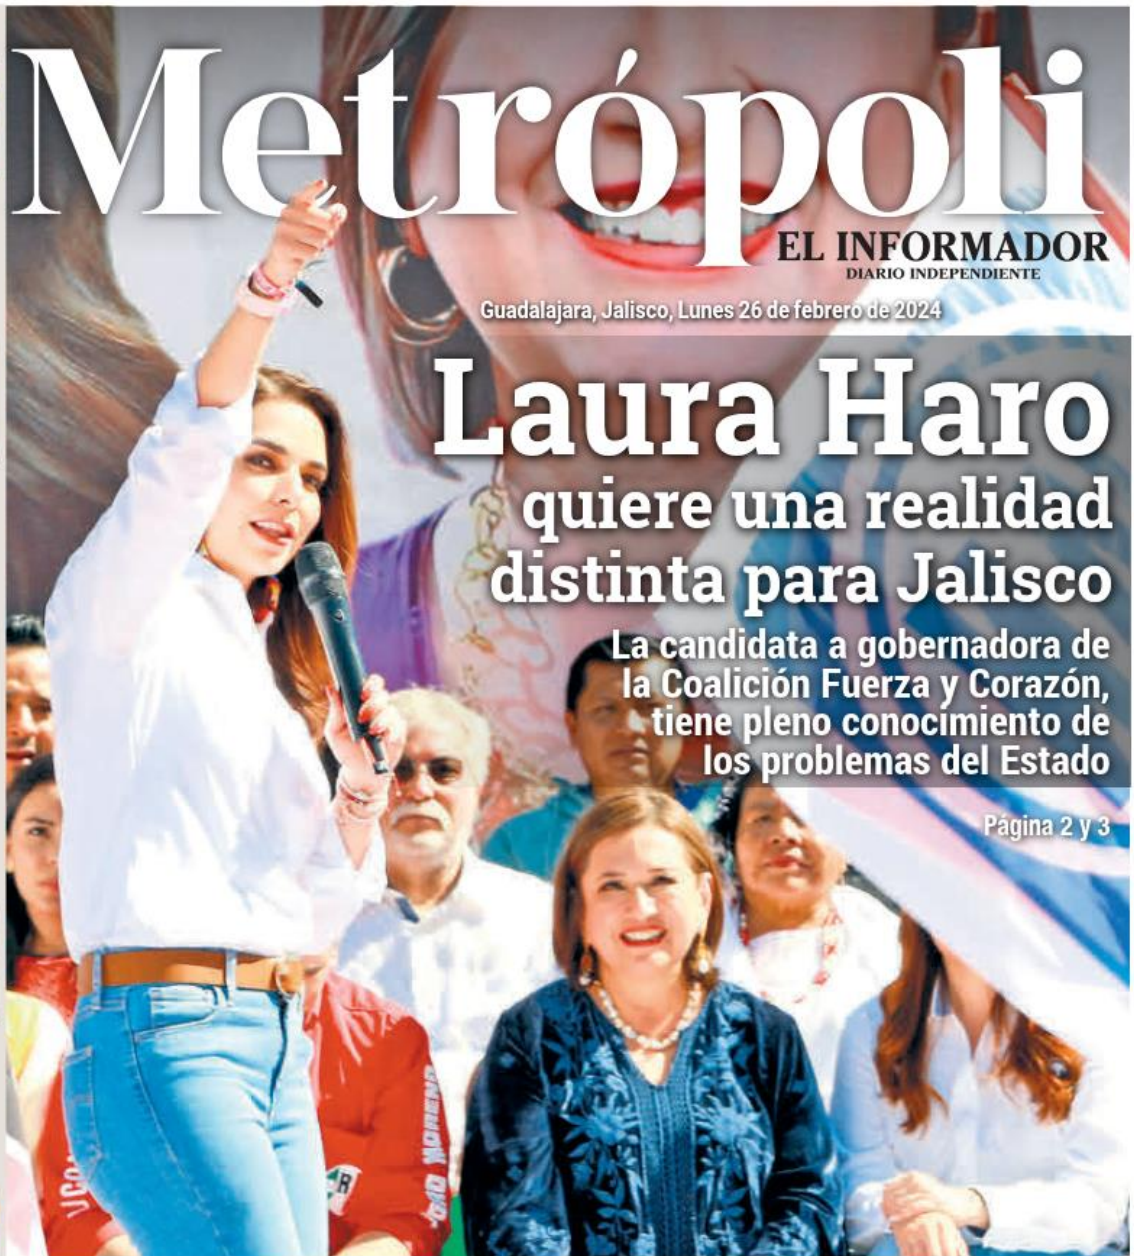 Metrópoli
EL INFORMADOR
DIARIO INDEPENDIENTE
Guadalajara, Jalisco, Lunes 26 de febrero de 2024
Laura Haro
quiere una realidad
distinta para Jalisco
La candidata a gobernadora de
la Coalición Fuerza y Corazón,
tiene pleno conocimiento de
los problemas del Estado
Página 2 y 3
MORENO
R